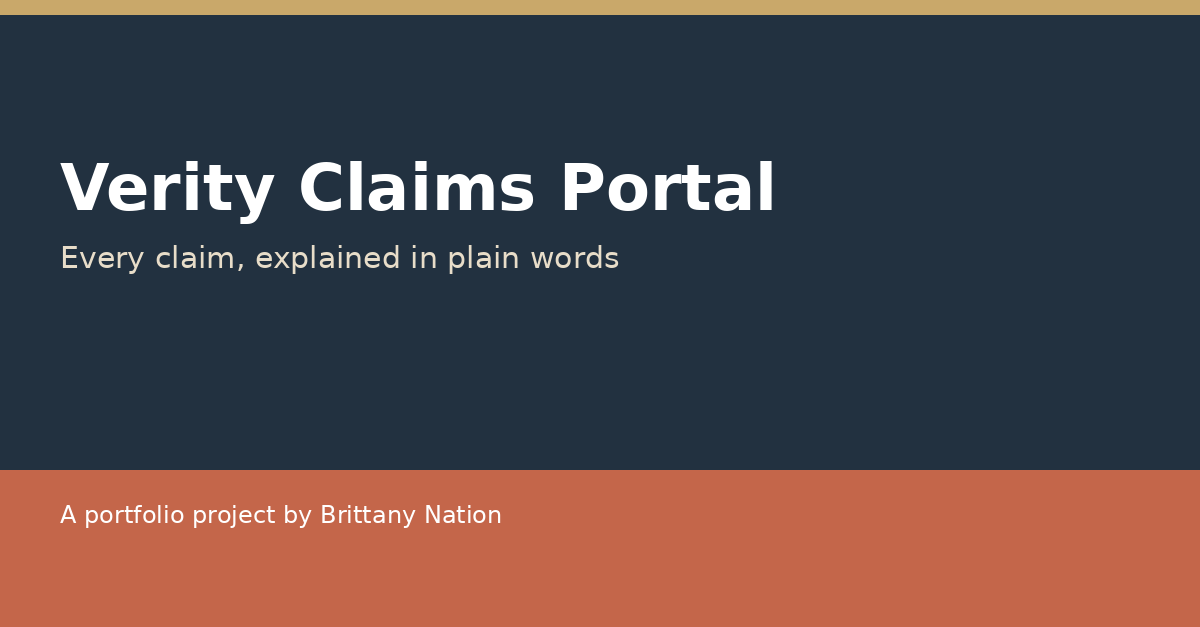 Verity Claims Portal
Every claim, explained in plain words
A portfolio project by Brittany Nation